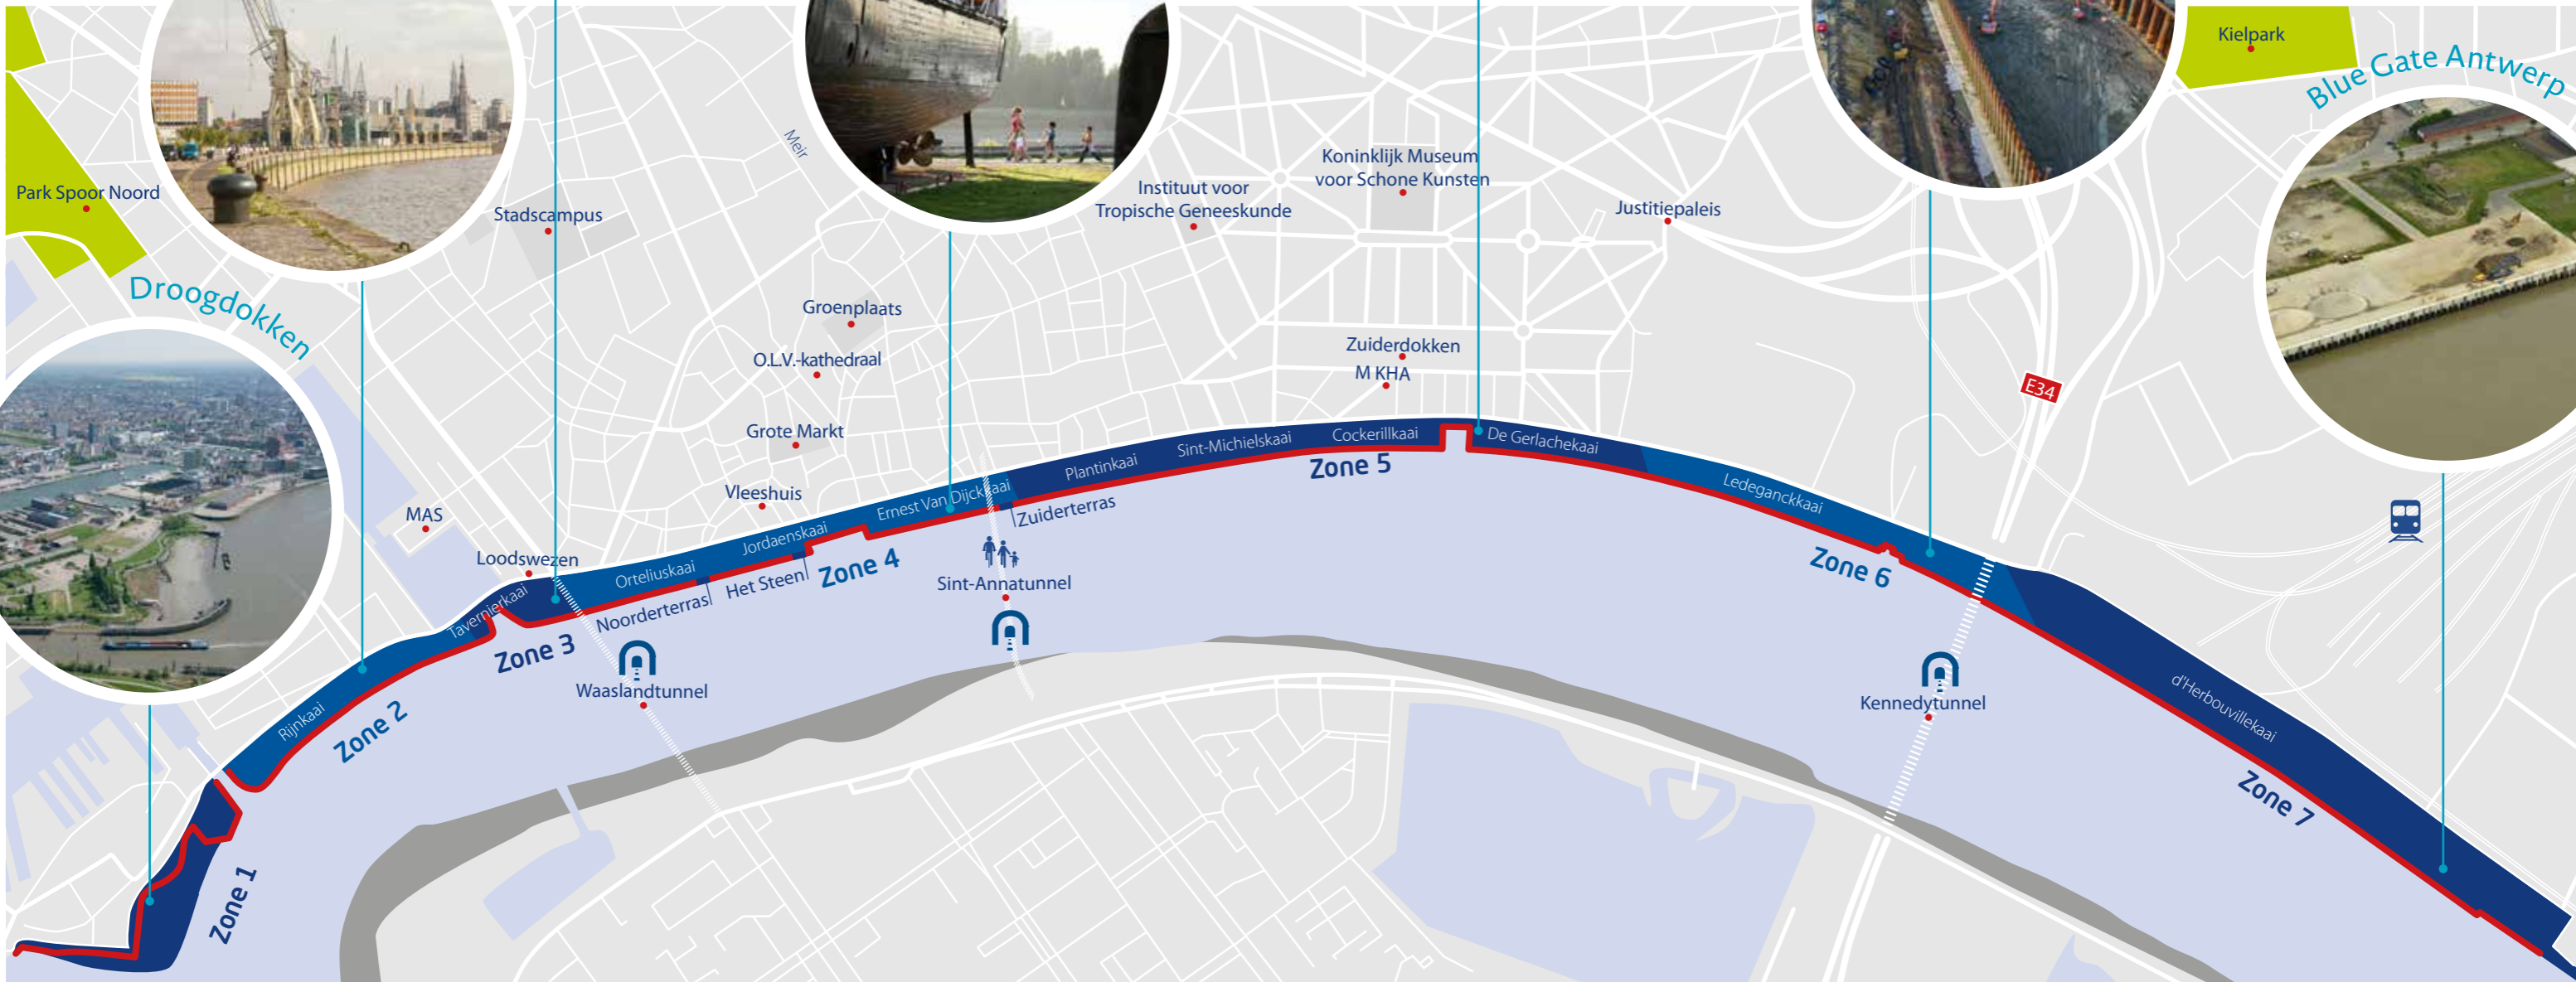 Kielpark
Blue Gate Antwerp
Meir
Park Spoor Noord
Stadscampus
Koninklijk Museum
voor Schone Kunsten
Instituut voor
Tropische Geneeskunde
Justitiepaleis
Droogdokken
Groenplaats
O.L.V.-kathedraal
Zuiderdokken
M KHA
E34
Grote Markt
Vleeshuis
MAS
Loodswezen
Tavernierkaai
Orteliuskaai
Jordaenskaai
Ernest Van Dijckkaai
Plantinkaai
Sint-Michielskaai
Cockerillkaai
De Gerlachekaai
Ledeganckkaai
Zone 5
Zuiderterras
Zone 4
Het Steen
Noorderterras
Sint-Annatunnel
Zone 6
Zone 3
Waaslandtunnel
Rijnkaai
Zone 2
Kennedytunnel
d'Herbouvillekaai
Zone 7
Zone 1